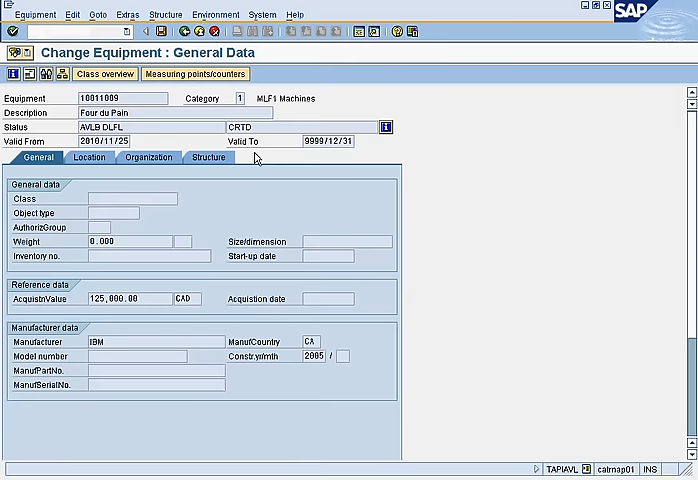 Equipment Edit Goto Extras Structure Environment System Help
SAP
Change Equipment : General Data
Class overview Measuring points/counters
Equipment 10011009 Category 1 MLF1 Machines
Description Four du Pain
Status AVLB DLFL CRTD
Valid From 2010/11/25 Valid To 9999/12/31
General Location Organization Structure
General data
Class
Object type
AuthorizGroup
Weight 0.000 Size/dimension
Inventory no. Start-up date
Reference data
AcquistnValue 125,000.00 CAD Acquistion date
Manufacturer data
Manufacturer IBM ManufCountry CA
Model number Constr.yr/mth 2005 /
ManufPartNo.
ManufSerialNo.
TAPIAVL catrnap01 INS